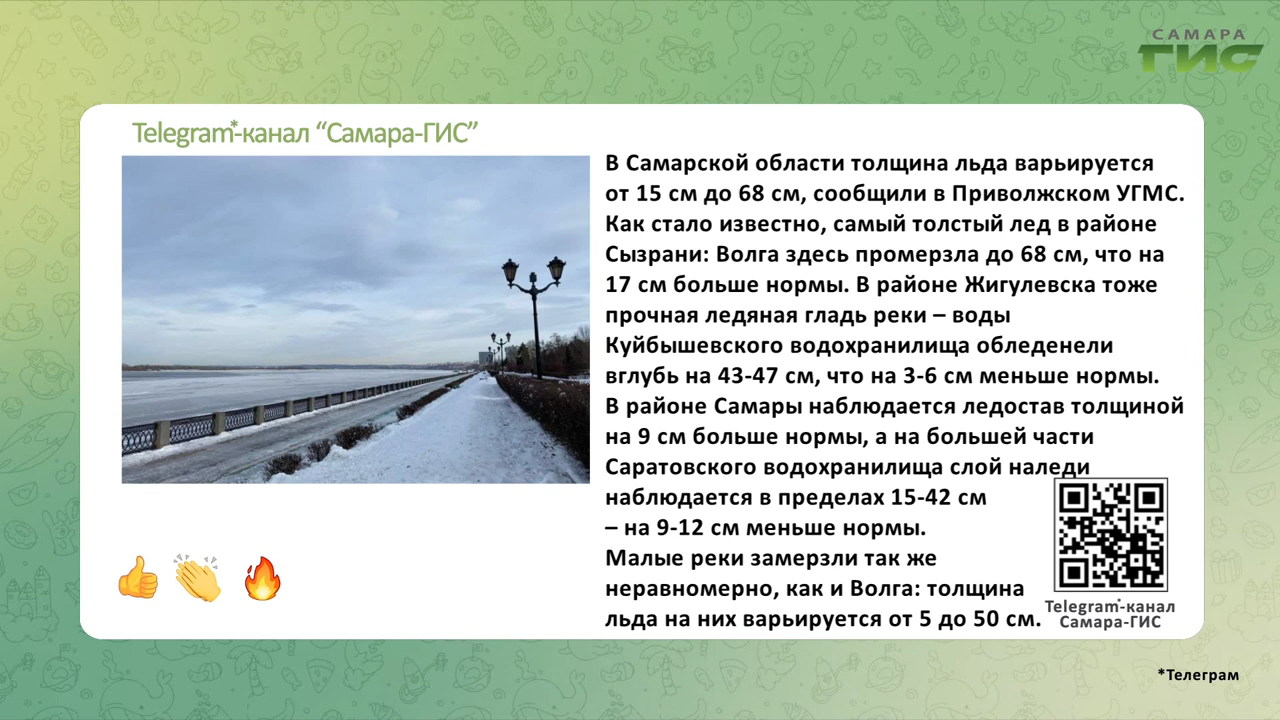 САМАРА
ГИС
Telegram*-канал “Самара-ГИС”
В Самарской области толщина льда варьируется
от 15 см до 68 см, сообщили в Приволжском УГМС.
Как стало известно, самый толстый лед в районе
Сызрани: Волга здесь промерзла до 68 см, что на
17 см больше нормы. В районе Жигулевска тоже
прочная ледяная гладь реки – воды
Куйбышевского водохранилища обледенели
вглубь на 43-47 см, что на 3-6 см меньше нормы.
В районе Самары наблюдается ледостав толщиной
на 9 см больше нормы, а на большей части
Саратовского водохранилища слой наледи
наблюдается в пределах 15-42 см
– на 9-12 см меньше нормы.
Малые реки замерзли так же
неравномерно, как и Волга: толщина
льда на них варьируется от 5 до 50 см.
Telegram*-канал
Самара-ГИС
*Телеграм